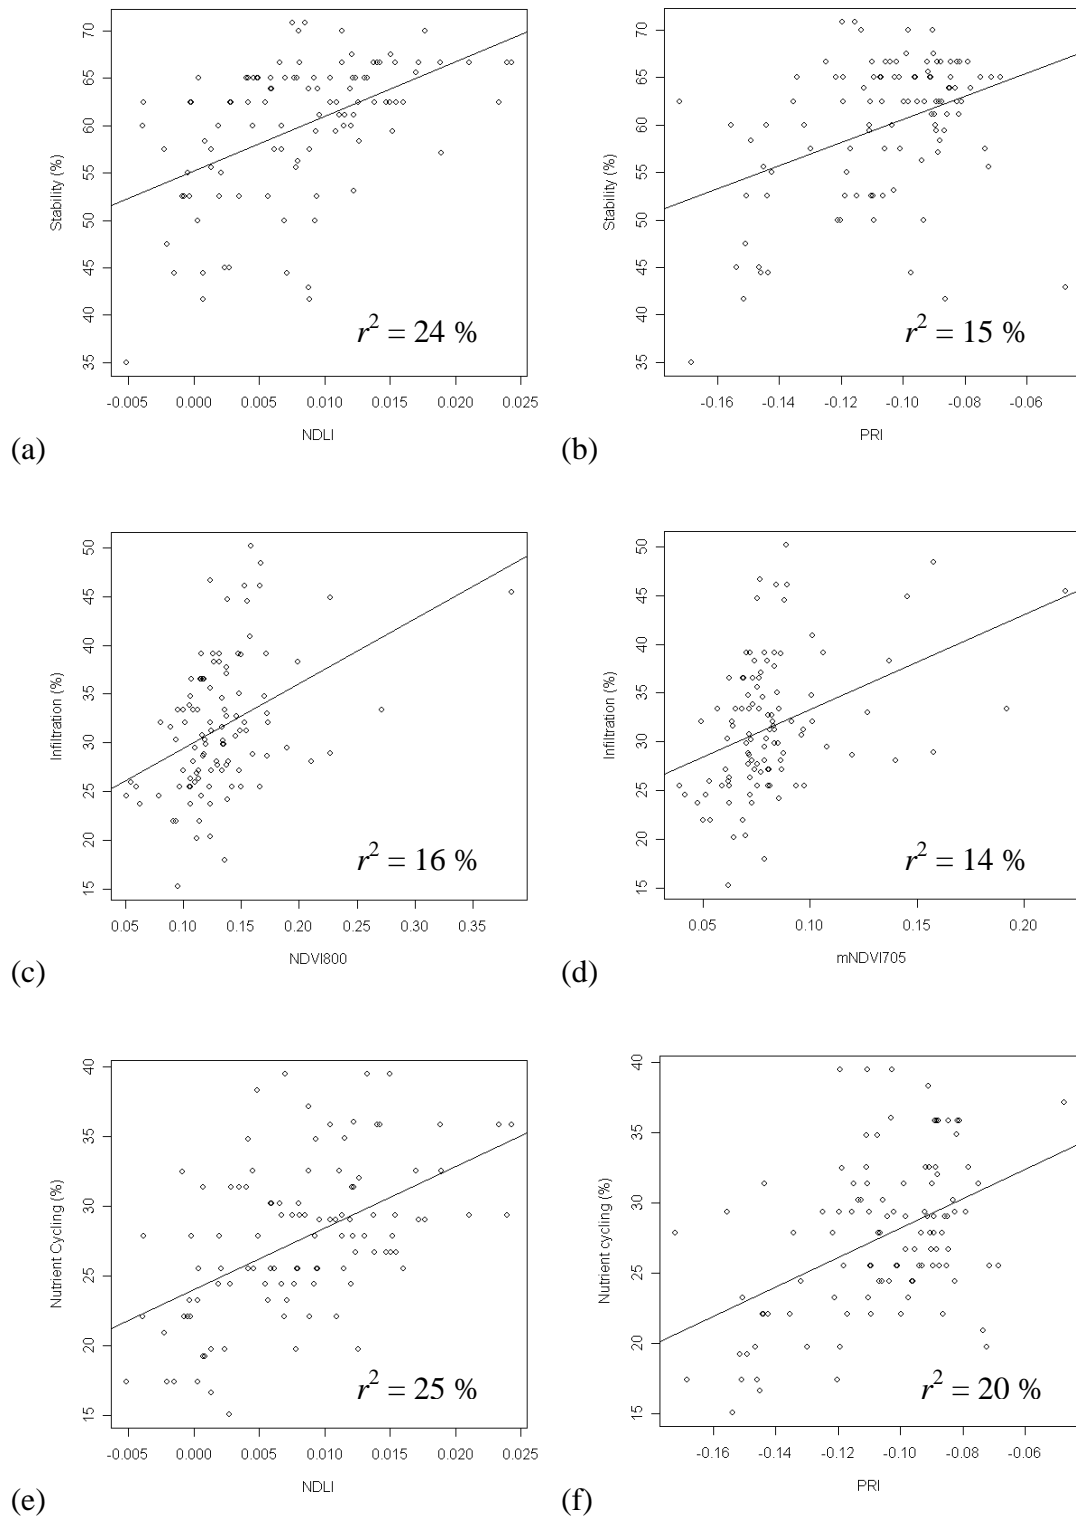 Stability (%)
35 40 45 50 55 60 65 70
r² = 24 %
-0.005 0.000 0.005 0.010 0.015 0.020 0.025
NDLI
(a)
Stability (%)
35 40 45 50 55 60 65 70
r² = 15 %
-0.16 -0.14 -0.12 -0.10 -0.08 -0.06
PRI
(b)
Infiltration (%)
15 20 25 30 35 40 45 50
r² = 16 %
0.05 0.10 0.15 0.20 0.25 0.30 0.35
NDVI800
(c)
Infiltration (%)
15 20 25 30 35 40 45 50
r² = 14 %
0.05 0.10 0.15 0.20
mNDVI705
(d)
Nutrient Cycling (%)
15 20 25 30 35 40
r² = 25 %
-0.005 0.000 0.005 0.010 0.015 0.020 0.025
NDLI
(e)
Nutrient cycling (%)
15 20 25 30 35 40
r² = 20 %
-0.16 -0.14 -0.12 -0.10 -0.08 -0.06
PRI
(f)